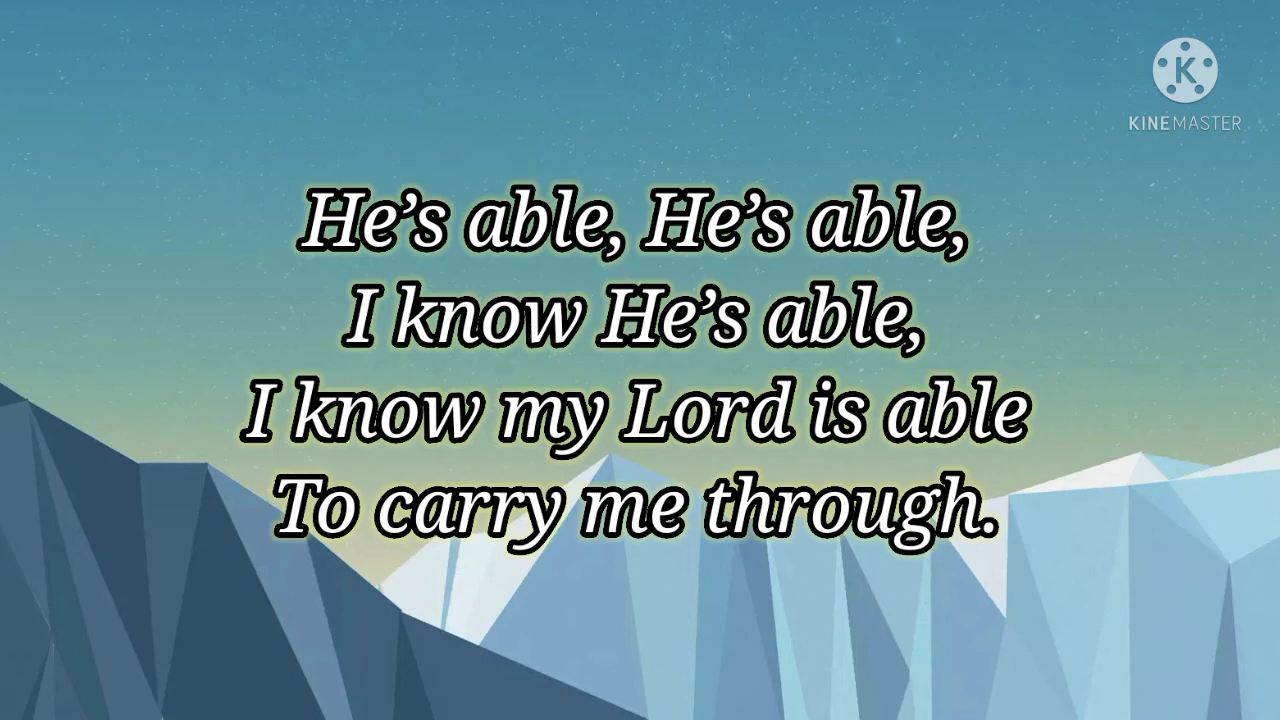 K
KINEMASTER
He’s able, He’s able,
I know He’s able,
I know my Lord is able
To carry me through.